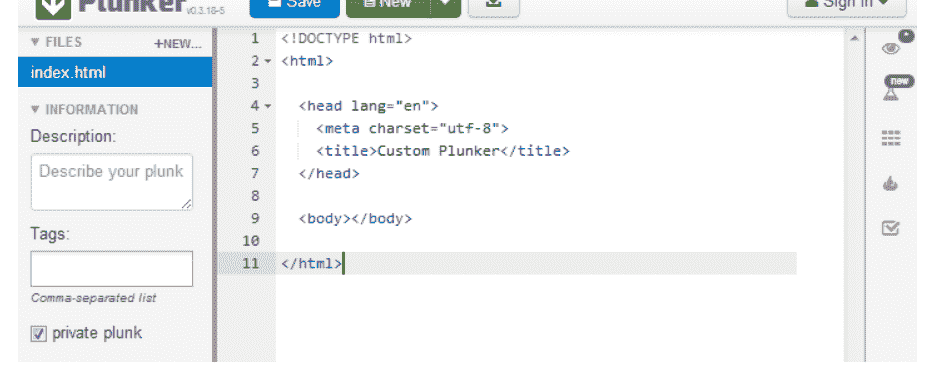 Plunker v0.3.18-5
Save
New
Sign in
FILES
+NEW...
index.html
INFORMATION
Description:
Describe your plunk
Tags:
Comma-separated list
private plunk
1 <!DOCTYPE html>
2 <html>
3
4 <head lang="en">
5 <meta charset="utf-8">
6 <title>Custom Plunker</title>
7 </head>
8
9 <body></body>
10
11 </html>
*
new